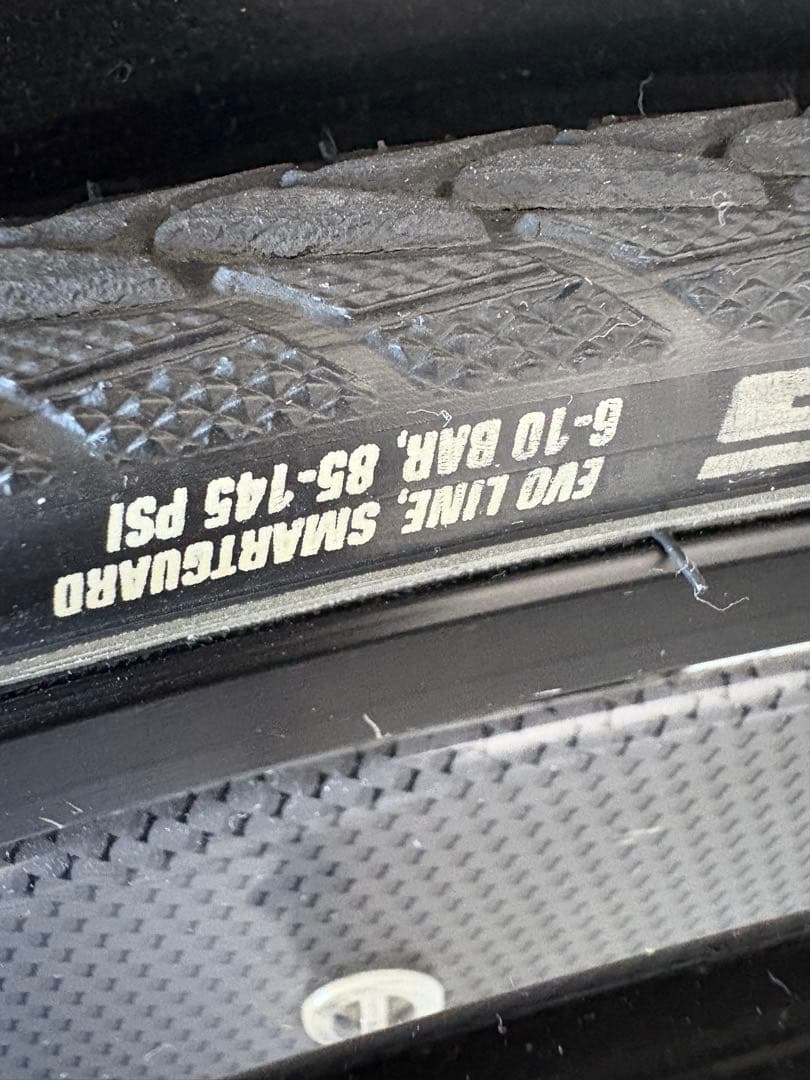 EVO LINE, SMARTGUARD
6-10 BAR, 85-145 PSI